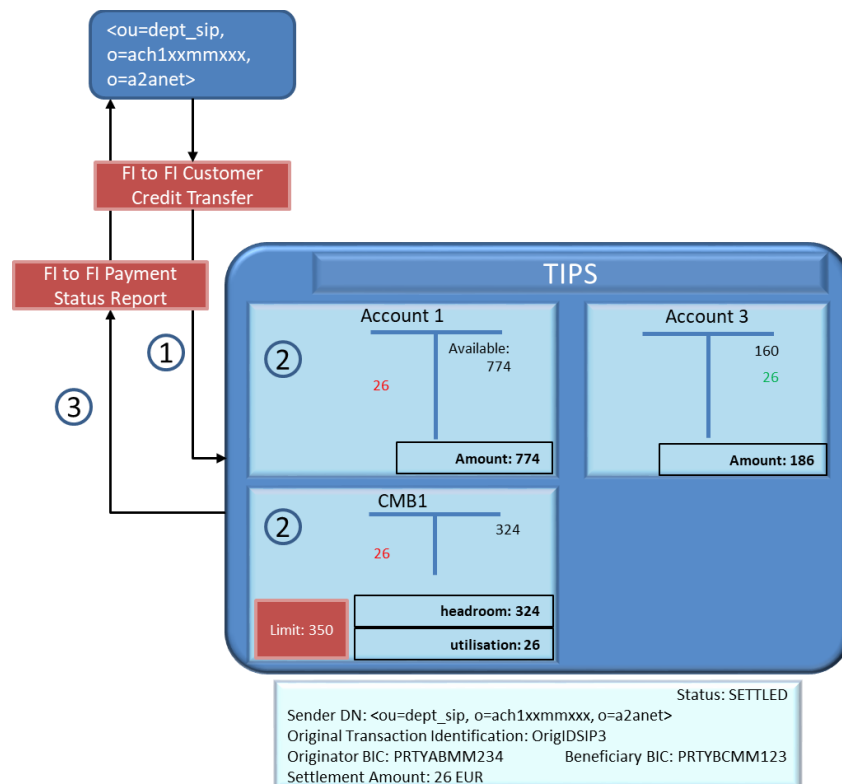 <ou=dept_sip,
o=ach1xxmmxxx,
o=a2anet>
FI to FI Customer
Credit Transfer
FI to FI Payment
Status Report
1
3
TIPS
Account 1
2
Available:
774
26
Amount: 774
Account 3
160
26
Amount: 186
CMB1
2
324
26
Limit: 350
headroom: 324
utilisation: 26
Status: SETTLED
Sender DN: <ou=dept_sip, o=ach1xxmmxxx, o=a2anet>
Original Transaction Identification: OrigIDSIP3
Originator BIC: PRTYABMM234 Beneficiary BIC: PRTYBCMM123
Settlement Amount: 26 EUR